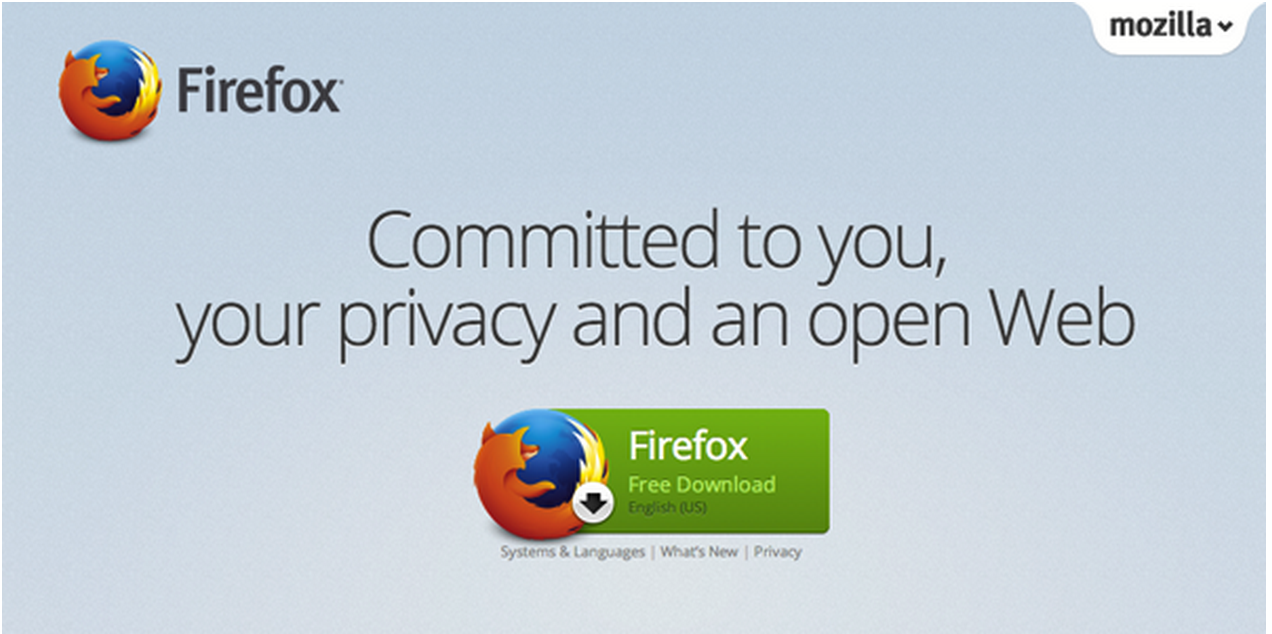 mozilla
Firefox
Committed to you,
your privacy and an open Web
Firefox
Free Download
English (US)
Systems & Languages | What's New | Privacy